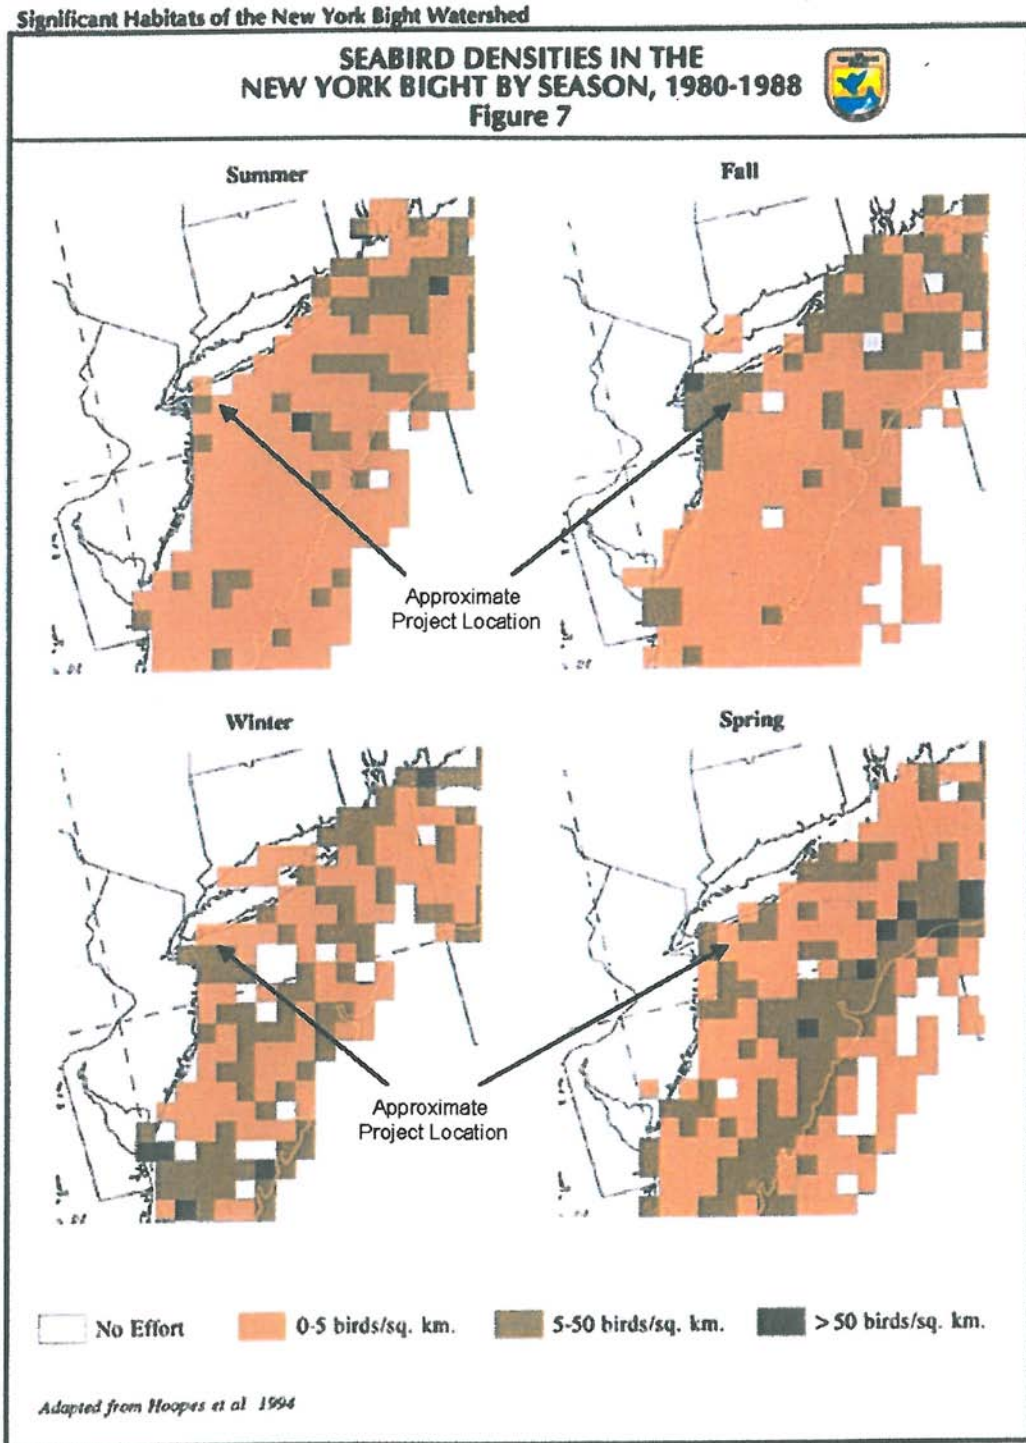 Significant Habitats of the New York Bight Watershed
SEABIRD DENSITIES IN THE
NEW YORK BIGHT BY SEASON, 1980-1988
Figure 7
Summer
Fall
Approximate
Project Location
Winter
Spring
Approximate
Project Location
No Effort
0-5 birds/sq. km.
5-50 birds/sq. km.
>50 birds/sq. km.
Adapted from Hoopes et al 1994